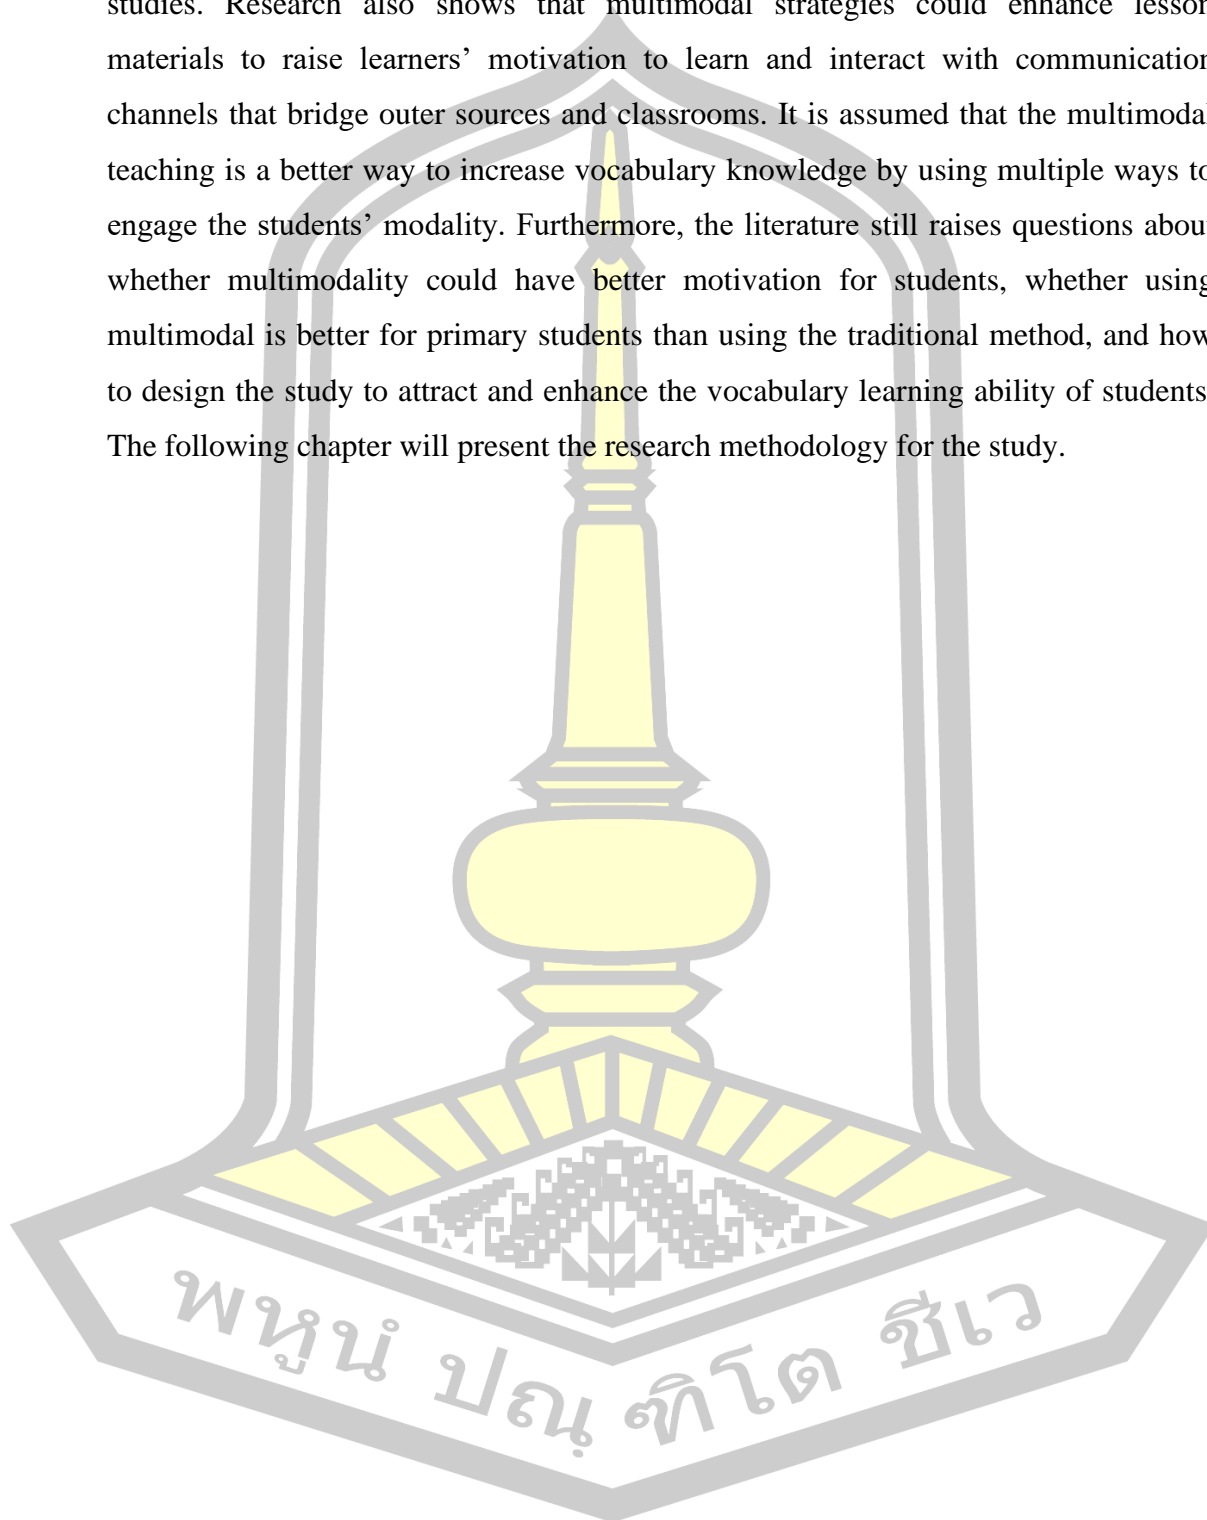 studies. Research also shows that multimodal strategies could enhance lesson
materials to raise learners’ motivation to learn and interact with communication
channels that bridge outer sources and classrooms. It is assumed that the multimodal
teaching is a better way to increase vocabulary knowledge by using multiple ways to
engage the students’ modality. Furthermore, the literature still raises questions about
whether multimodality could have better motivation for students, whether using
multimodal is better for primary students than using the traditional method, and how
to design the study to attract and enhance the vocabulary learning ability of students.
The following chapter will present the research methodology for the study.
พหูนํ ปณฺ ฑิโต ชีเว